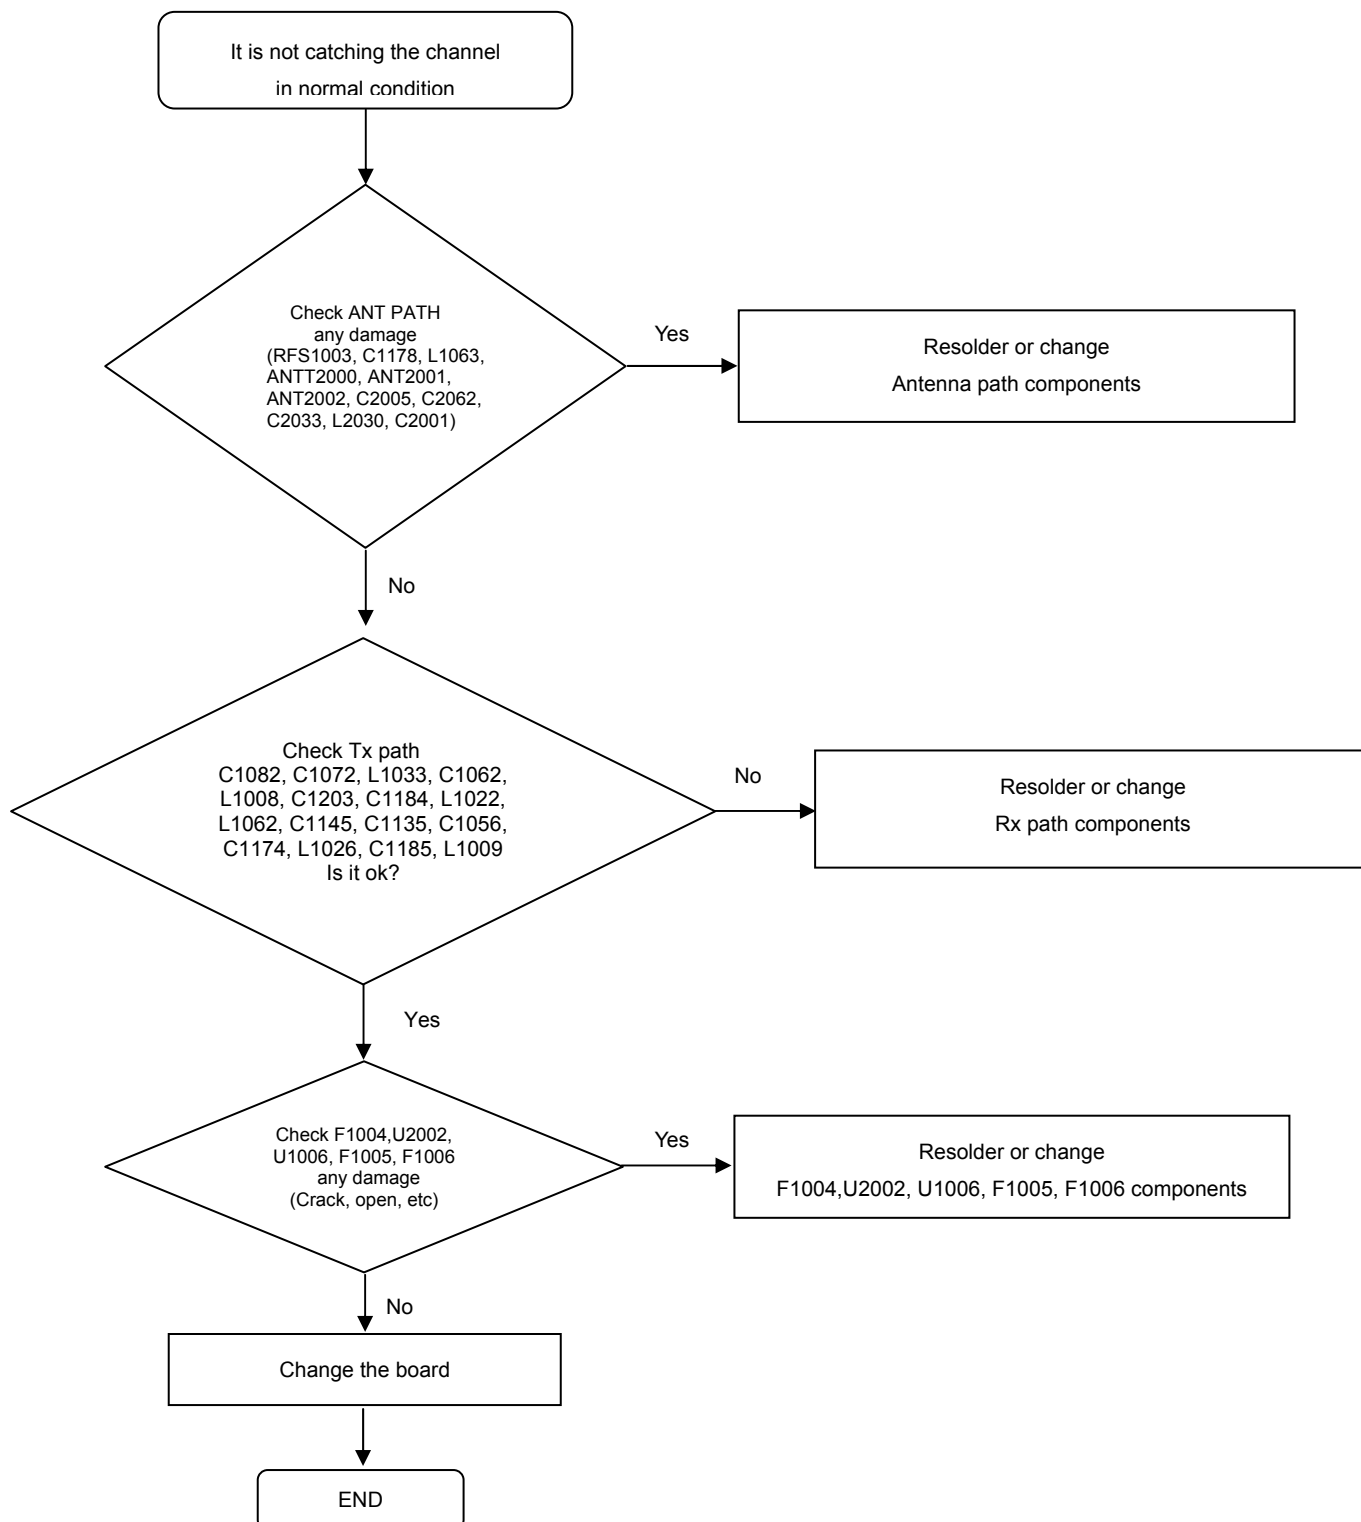 It is not catching the channel
in normal condition
Check ANT PATH
any damage
(RFS1003, C1178, L1063,
ANTT2000, ANT2001,
ANT2002, C2005, C2062,
C2033, L2030, C2001)
Yes
Resolder or change
Antenna path components
No
Check Tx path
C1082, C1072, L1033, C1062,
L1008, C1203, C1184, L1022,
L1062, C1145, C1135, C1056,
C1174, L1026, C1185, L1009
Is it ok?
No
Resolder or change
Rx path components
Yes
Check F1004,U2002,
U1006, F1005, F1006
any damage
(Crack, open, etc)
Yes
Resolder or change
F1004,U2002, U1006, F1005, F1006 components
No
Change the board
END